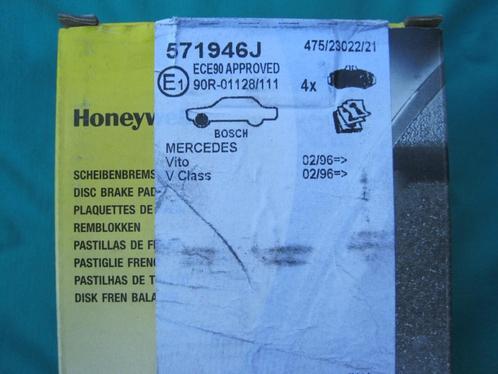 571946J 475/23022/21
E1 ECE90 APPROVED
90R-01128/111 4x
Honeyw
BOSCH
MERCEDES
Vito 02/96=>
V Class 02/96=>
SCHEIBENBREMS
DISC BRAKE PAD
PLAQUETTES DE
REMBLOKKEN
PASTILLAS DE F
PASTIGLIE FREN
PASTILHAS DE T
DISK FREN BALA